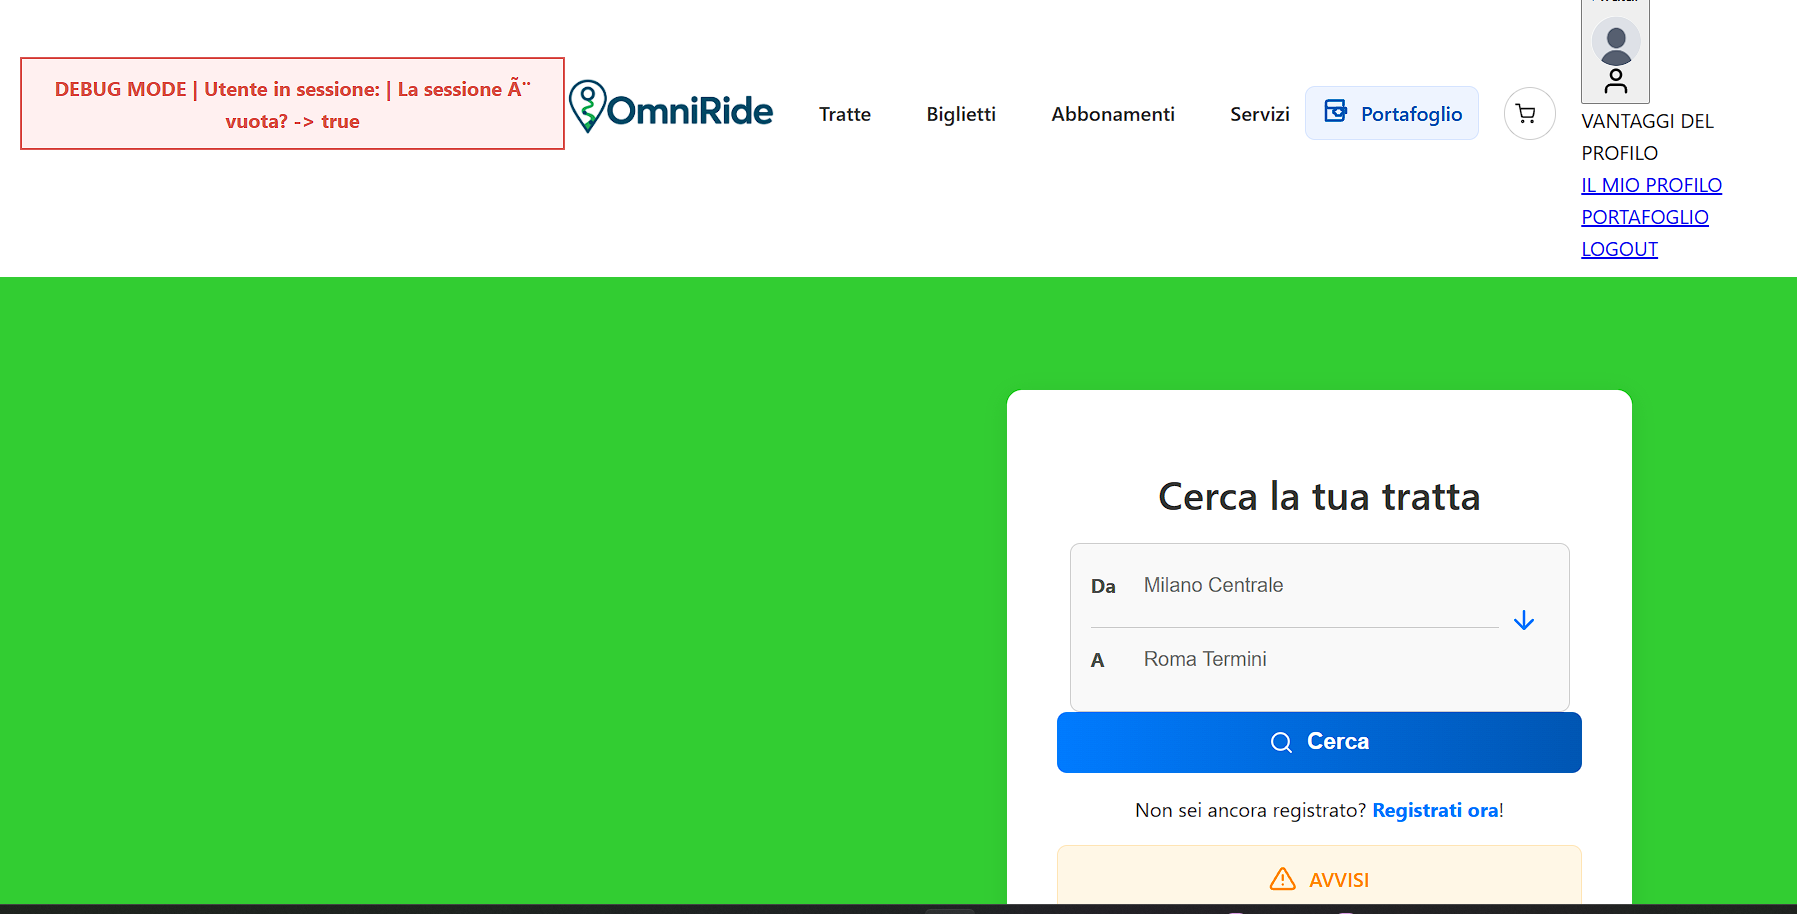 DEBUG MODE | Utente in sessione: | La sessione Ã¨
vuota? -> true
OmniRide
Tratte
Biglietti
Abbonamenti
Servizi
Portafoglio
VANTAGGI DEL
PROFILO
IL MIO PROFILO
PORTAFOGLIO
LOGOUT
Cerca la tua tratta
Da Milano Centrale
A Roma Termini
Cerca
Non sei ancora registrato? Registrati ora!
AVVISI